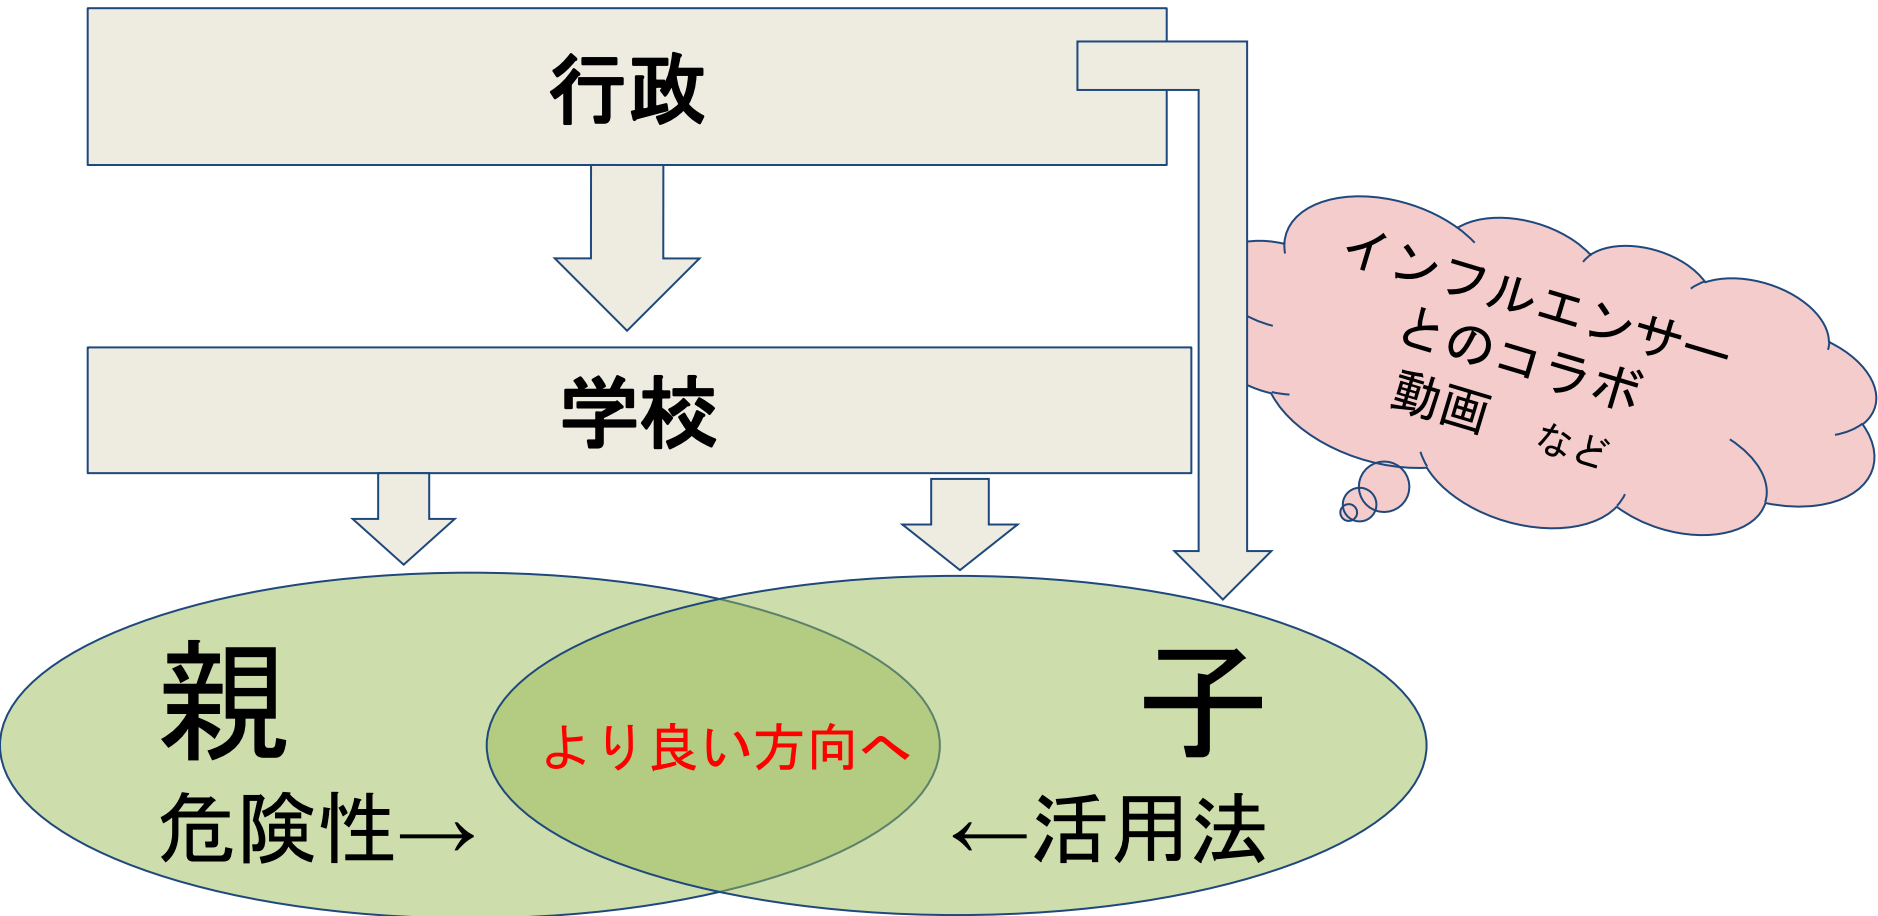 行政
学校
インフルエンサー
とのコラボ
動画　など
親
子
より良い方向へ
危険性→
←活用法